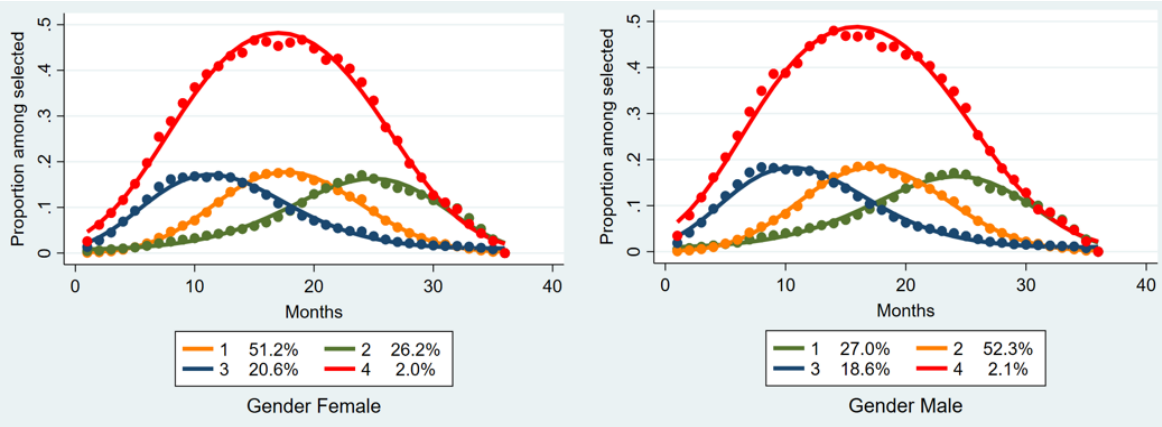 Proportion among selected
.5
.4
.3
.2
.1
0
0 10 20 30 40
Months
1 51.2% 2 26.2%
3 20.6% 4 2.0%
Gender Female
Proportion among selected
.5
.4
.3
.2
.1
0
0 10 20 30 40
Months
1 27.0% 2 52.3%
3 18.6% 4 2.1%
Gender Male